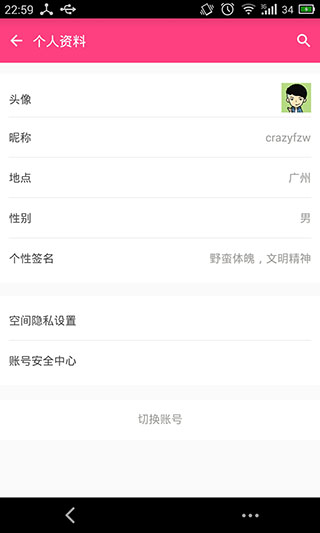 22:59
3G
34
个人资料
头像
昵称
crazyfzw
地点
广州
性别
男
个性签名
野蛮体魄，文明精神
空间隐私设置
账号安全中心
切换账号